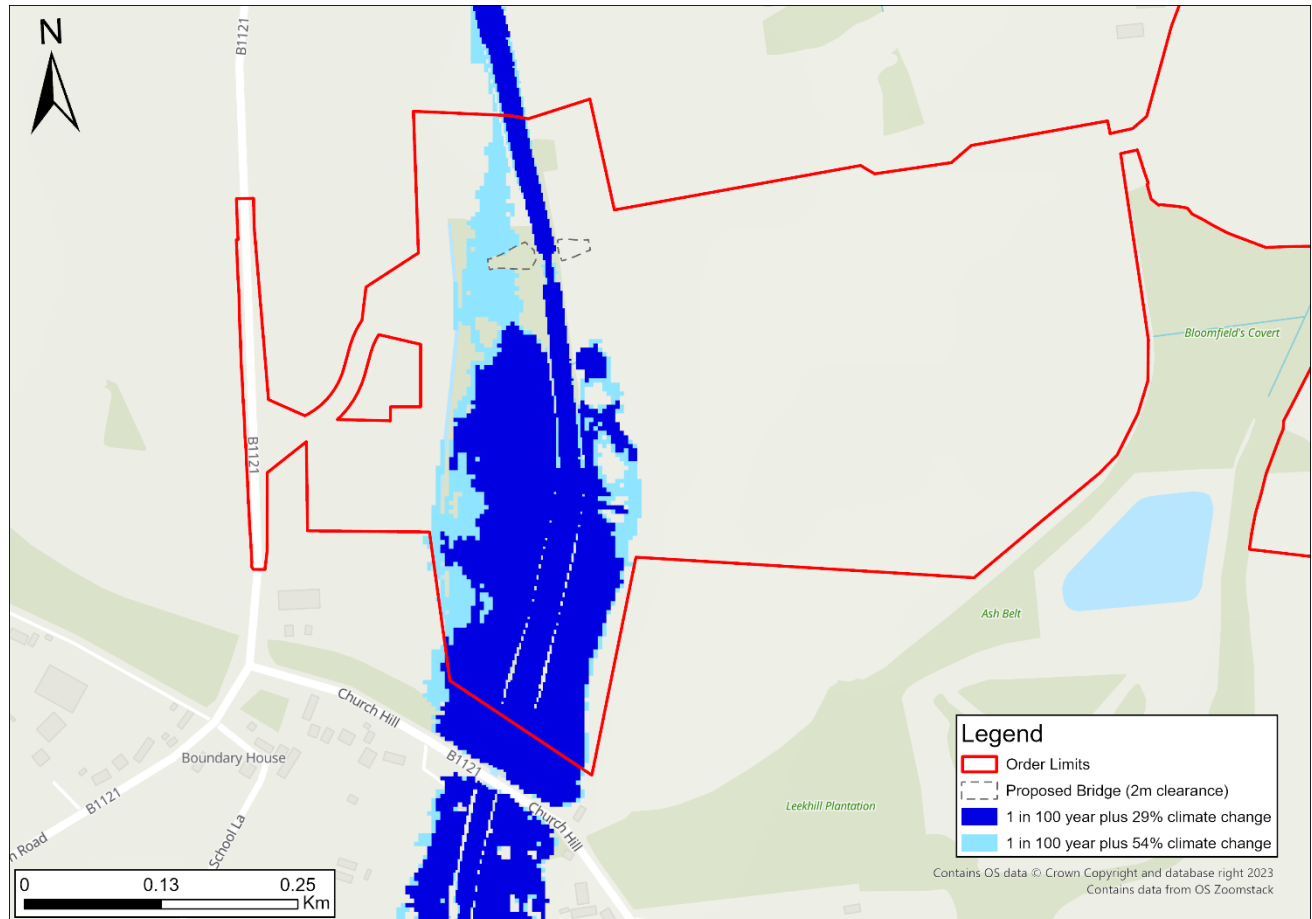 N
B1121
Bloomfield's Covert
B1121
Ash Belt
Church Hill
Boundary House
B1121
B1121
Church Hill
Leekhill Plantation
School La
n Road
Legend
Order Limits
Proposed Bridge (2m clearance)
1 in 100 year plus 29% climate change
1 in 100 year plus 54% climate change
Contains OS data © Crown Copyright and database right 2023
Contains data from OS Zoomstack
0 0.13 0.25
Km